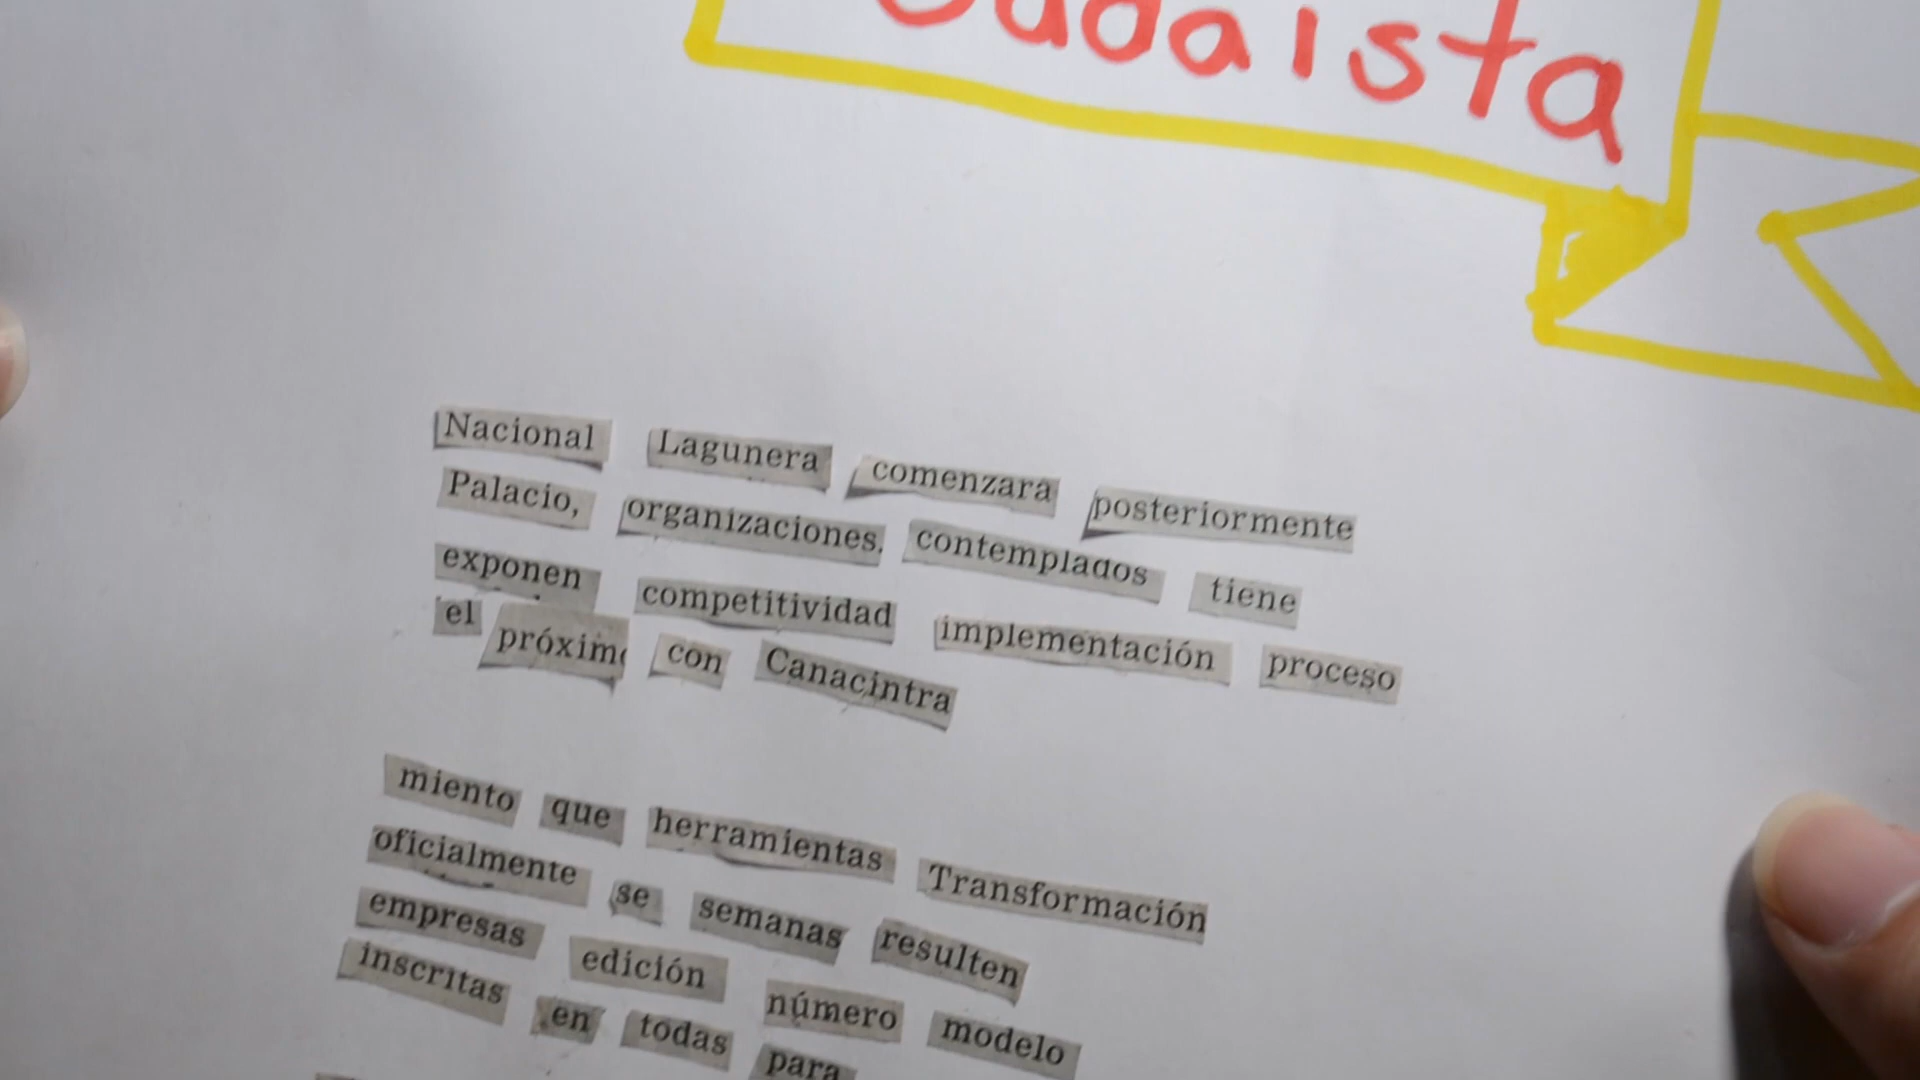 Dadaista
Nacional Lagunera comenzara posteriormente
Palacio, organizaciones. contemplados tiene
exponen competitividad implementación proceso
el próximo con Canacintra
miento que herramientas Transformación
oficialmente se semanas resulten
empresas edición número modelo
inscritas en todas para